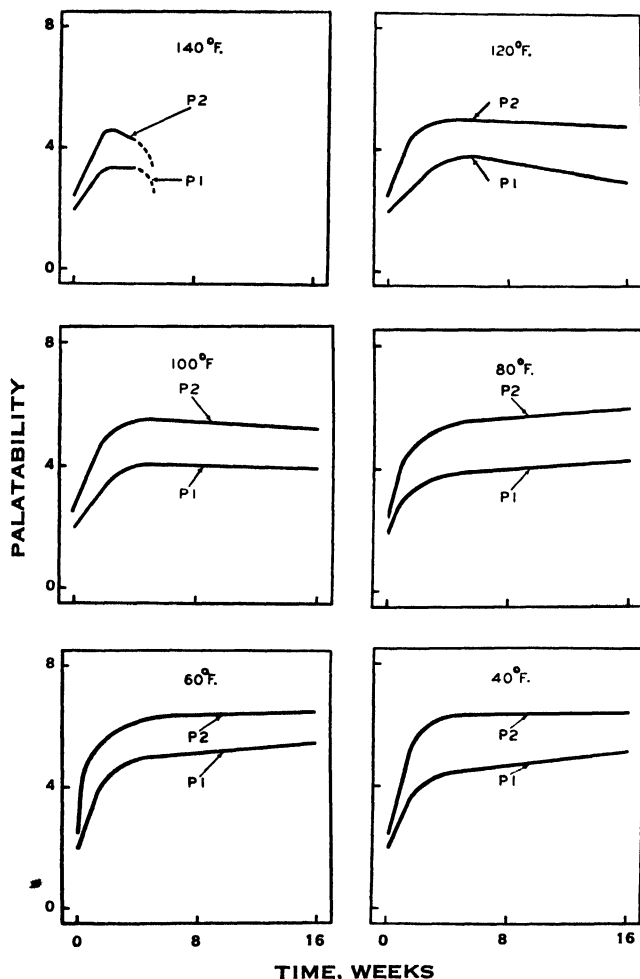 8
4
0
140°F.
P2
P1
120°F.
P2
P1
PALATABILITY
8
4
0
100°F
P2
P1
80°F.
P2
P1
8
4
0
60°F.
P2
P1
0
8
16
40°F.
P2
P1
0
8
16
TIME, WEEKS